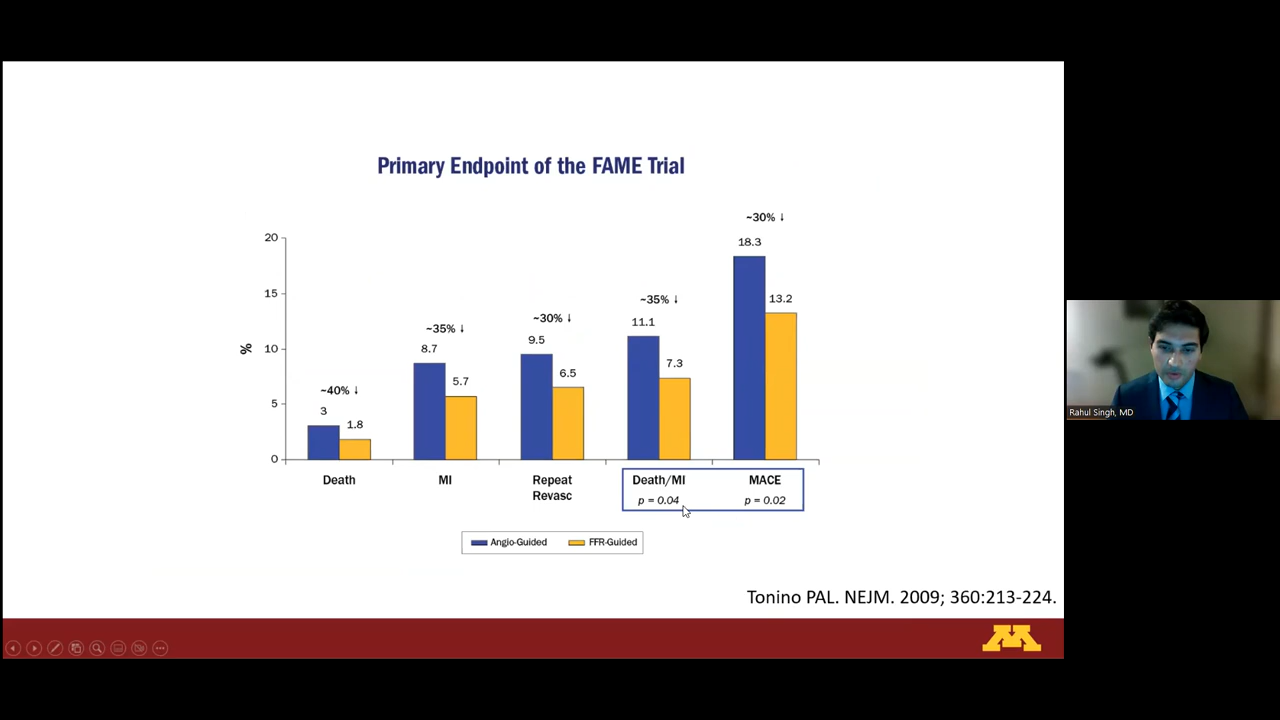 Primary Endpoint of the FAME Trial
~30% ↓
20
18.3
15
~35% ↓
13.2
~30% ↓
11.1
~35% ↓
%
10
8.7
9.5
7.3
6.5
5.7
~40% ↓
5
3
1.8
0
Death
MI
Repeat
Revasc
Death/MI
p = 0.04
MACE
p = 0.02
Angio-Guided
FFR-Guided
Tonino PAL. NEJM. 2009; 360:213-224.
M
Rahul Singh, MD